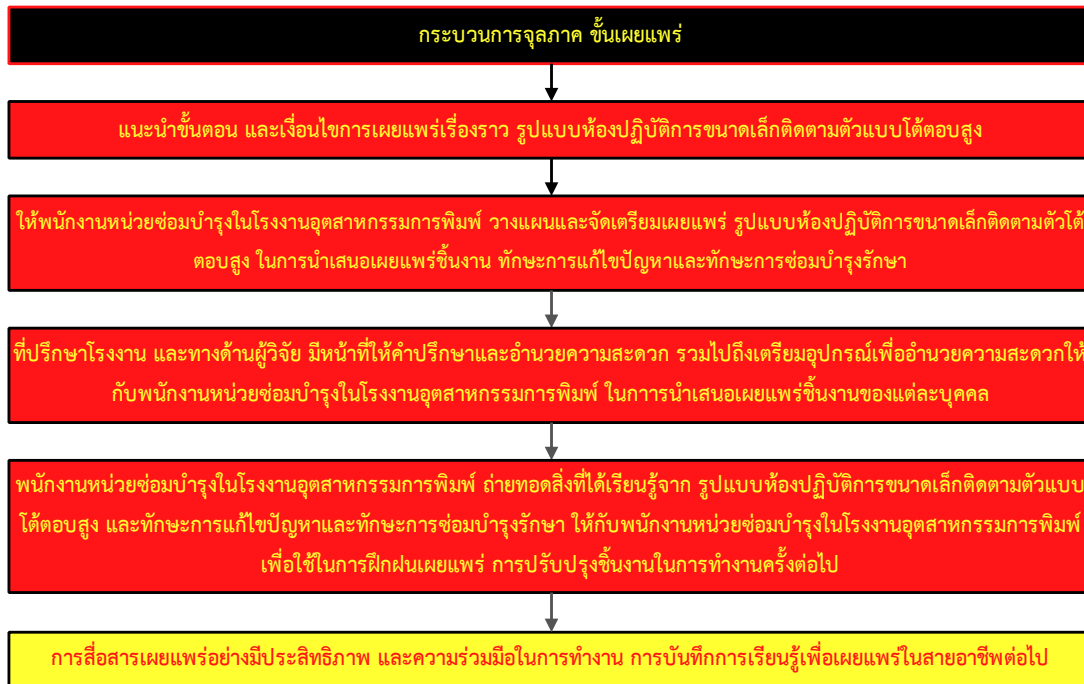 กระบวนการจุลภาค ขั้นเผยแพร่
แนะนำขั้นตอน และเงื่อนไขการเผยแพร่เรื่องราว รูปแบบห้องปฏิบัติการขนาดเล็กติดตามตัวแบบโต้ตอบสูง
ให้พนักงานหน่วยซ่อมบำรุงในโรงงานอุตสาหกรรมการพิมพ์ วางแผนและจัดเตรียมเผยแพร่ รูปแบบห้องปฏิบัติการขนาดเล็กติดตามตัวโต้
ตอบสูง ในการนำเสนอเผยแพร่ชิ้นงาน ทักษะการแก้ไขปัญหาและทักษะการซ่อมบำรุงรักษา
ที่ปรึกษาโรงงาน และทางด้านผู้วิจัย มีหน้าที่ให้คำปรึกษาและอำนวยความสะดวก รวมไปถึงเตรียมอุปกรณ์เพื่ออำนวยความสะดวกให้
กับพนักงานหน่วยซ่อมบำรุงในโรงงานอุตสาหกรรมการพิมพ์ ในกาารนำเสนอเผยแพร่ชิ้นงานของแต่ละบุคคล
พนักงานหน่วยซ่อมบำรุงในโรงงานอุตสาหกรรมการพิมพ์ ถ่ายทอดสิ่งที่ได้เรียนรู้จาก รูปแบบห้องปฏิบัติการขนาดเล็กติดตามตัวแบบ
โต้ตอบสูง และทักษะการแก้ไขปัญหาและทักษะการซ่อมบำรุงรักษา ให้กับพนักงานหน่วยซ่อมบำรุงในโรงงานอุตสาหกรรมการพิมพ์
เพื่อใช้ในการฝึกฝนเผยแพร่ การปรับปรุงชิ้นงานในการทำงานครั้งต่อไป
การสื่อสารเผยแพร่อย่างมีประสิทธิภาพ และความร่วมมือในการทำงาน การบันทึกการเรียนรู้เพื่อเผยแพร่ในสายอาชีพต่อไป